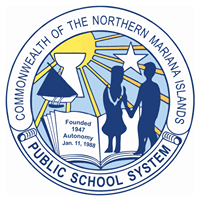 COMMONWEALTH OF THE NORTHERN MARIANA ISLANDS
Founded
1947
Autonomy
Jan. 11, 1988
PUBLIC SCHOOL SYSTEM